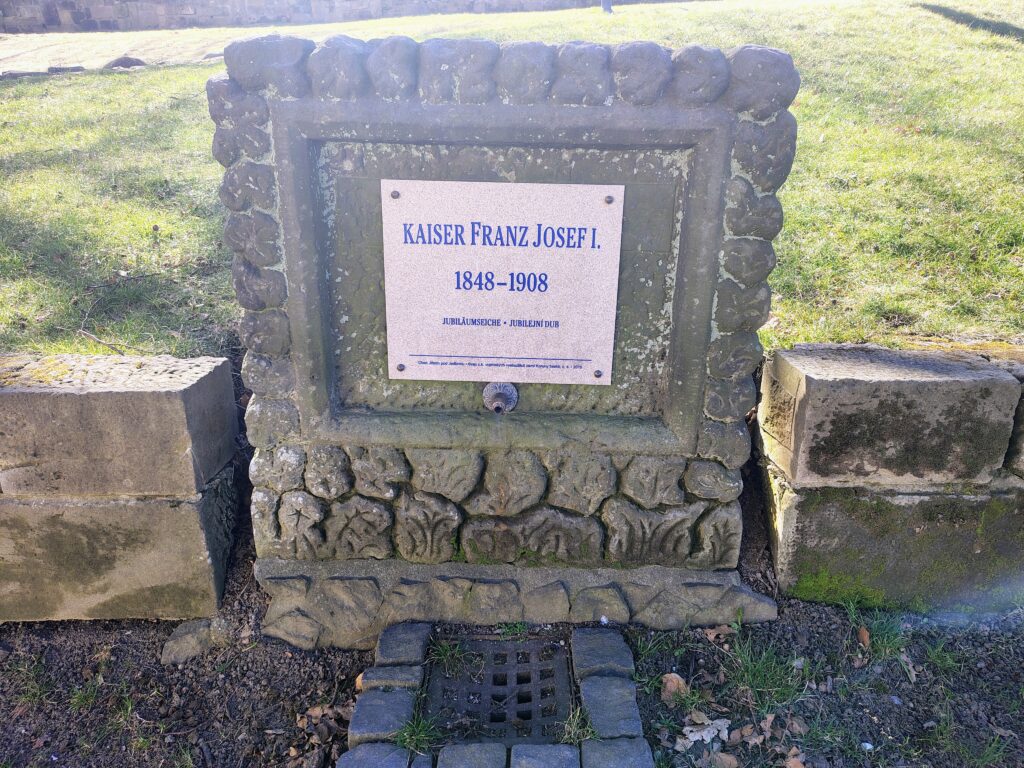 KAISER FRANZ JOSEF I.
1848–1908
JUBILÄUMSEICHE • JUBILEJNÍ DUB